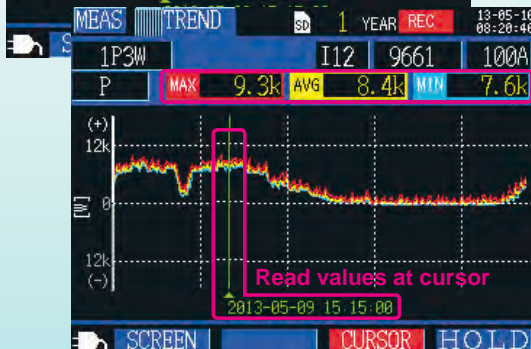 MEAS TREND SD 1 YEAR REC 13-05-16
08:20:46
1P3W I12 9661 100A
P MAX 9.3k AVG 8.4k MIN 7.6k
(+)
12k
[W] 0
12k
(-)
Read values at cursor
2013-05-09 15:15:00
SCREEN CURSOR HOLD